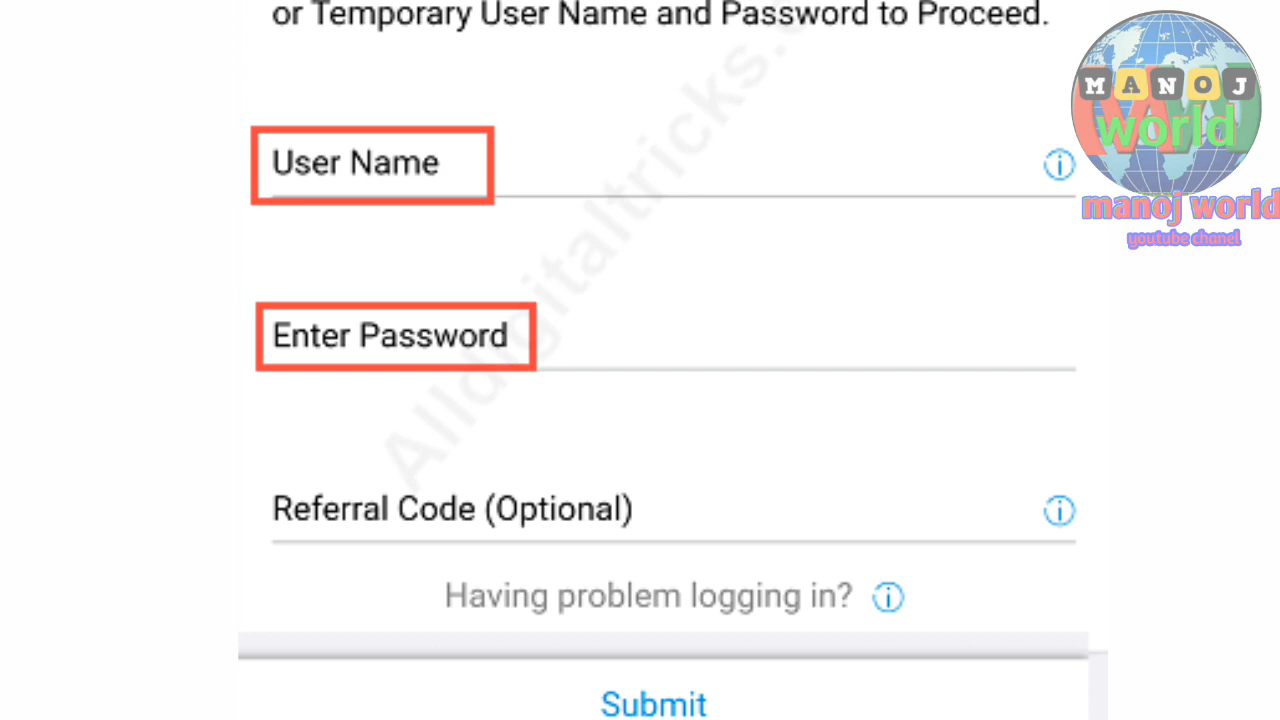 or Temporary User Name and Password to Proceed.
MANOJ
world
manoj world
youtube chanel
User Name
Enter Password
Alldigitaltricks.
Referral Code (Optional)
Having problem logging in?
Submit